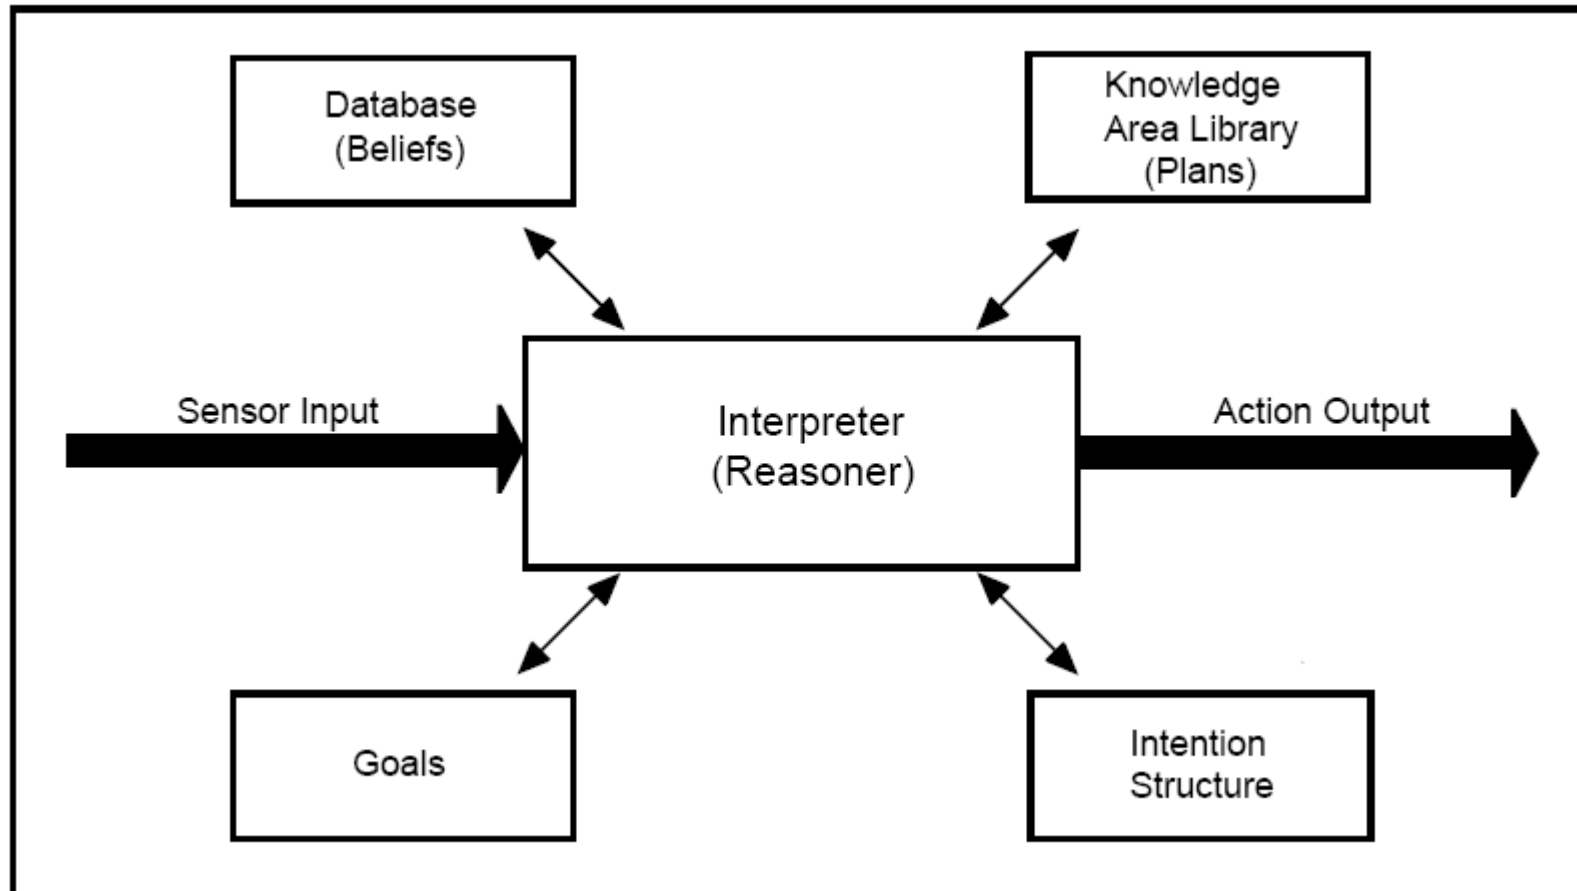 Database
(Beliefs)
Knowledge
Area Library
(Plans)
Sensor Input
Interpreter
(Reasoner)
Action Output
Goals
Intention
Structure